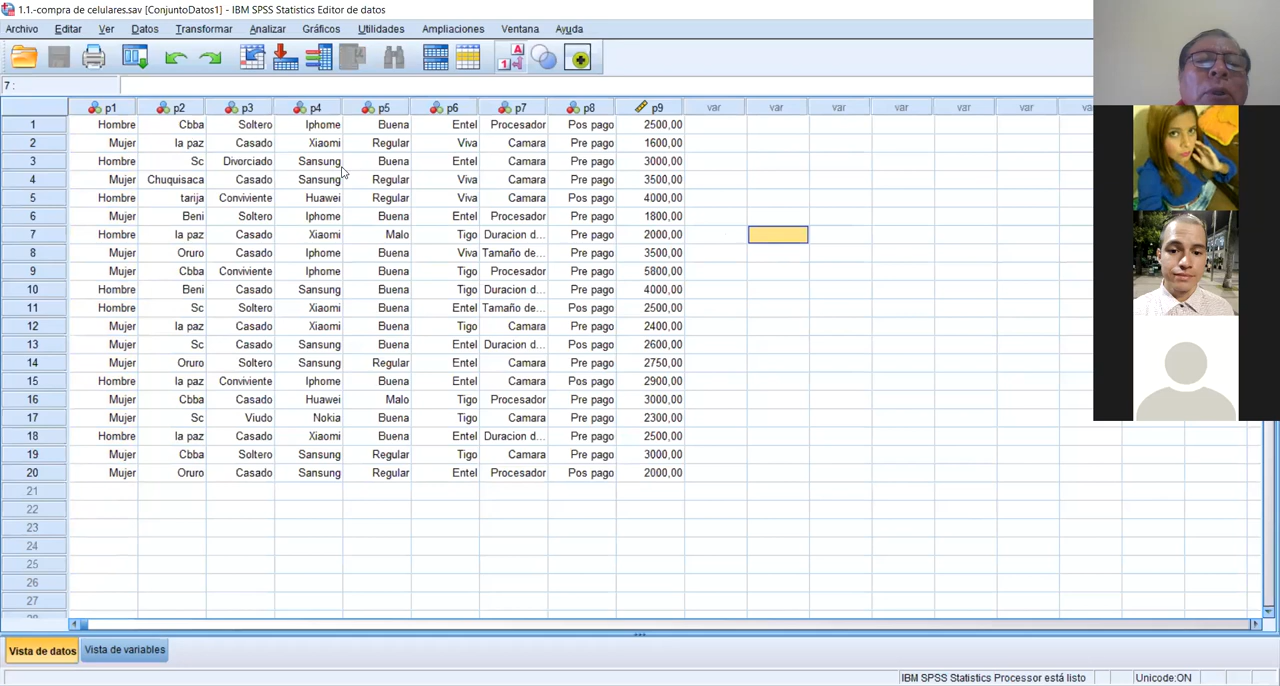 1.1.-compra de celulares.sav [ConjuntoDatos1] - IBM SPSS Statistics Editor de datos
Archivo Editar Ver Datos Transformar Analizar Gráficos Utilidades Ampliaciones Ventana Ayuda
7 :
p1 p2 p3 p4 p5 p6 p7 p8 p9 var var var var var var
1 Hombre Cbba Soltero Iphome Buena Entel Procesador Pos pago 2500,00
2 Mujer la paz Casado Xiaomi Regular Viva Camara Pre pago 1600,00
3 Hombre Sc Divorciado Sansung Buena Entel Camara Pre pago 3000,00
4 Mujer Chuquisaca Casado Sansung Regular Viva Camara Pre pago 3500,00
5 Hombre tarija Conviviente Huawei Regular Viva Camara Pos pago 4000,00
6 Mujer Beni Soltero Iphome Buena Entel Procesador Pre pago 1800,00
7 Hombre la paz Casado Xiaomi Malo Tigo Duracion d... Pre pago 2000,00
8 Mujer Oruro Casado Iphome Buena Viva Tamaño de... Pre pago 3500,00
9 Mujer Cbba Conviviente Iphome Buena Tigo Procesador Pre pago 5800,00
10 Hombre Beni Casado Sansung Buena Tigo Duracion d... Pre pago 4000,00
11 Hombre Sc Soltero Xiaomi Buena Entel Tamaño de... Pos pago 2500,00
12 Mujer la paz Casado Xiaomi Buena Tigo Camara Pre pago 2400,00
13 Mujer Sc Casado Sansung Buena Entel Duracion d... Pos pago 2600,00
14 Mujer Oruro Soltero Sansung Regular Entel Camara Pre pago 2750,00
15 Hombre la paz Conviviente Iphome Buena Entel Camara Pos pago 2900,00
16 Mujer Cbba Casado Huawei Malo Tigo Procesador Pre pago 3000,00
17 Mujer Sc Viudo Nokia Buena Tigo Camara Pre pago 2300,00
18 Hombre la paz Casado Xiaomi Buena Entel Duracion d... Pre pago 2500,00
19 Mujer Cbba Soltero Sansung Regular Tigo Camara Pre pago 3000,00
20 Mujer Oruro Casado Sansung Regular Entel Procesador Pos pago 2000,00
21
22
23
24
25
26
27
Vista de datos Vista de variables
IBM SPSS Statistics Processor está listo Unicode:ON